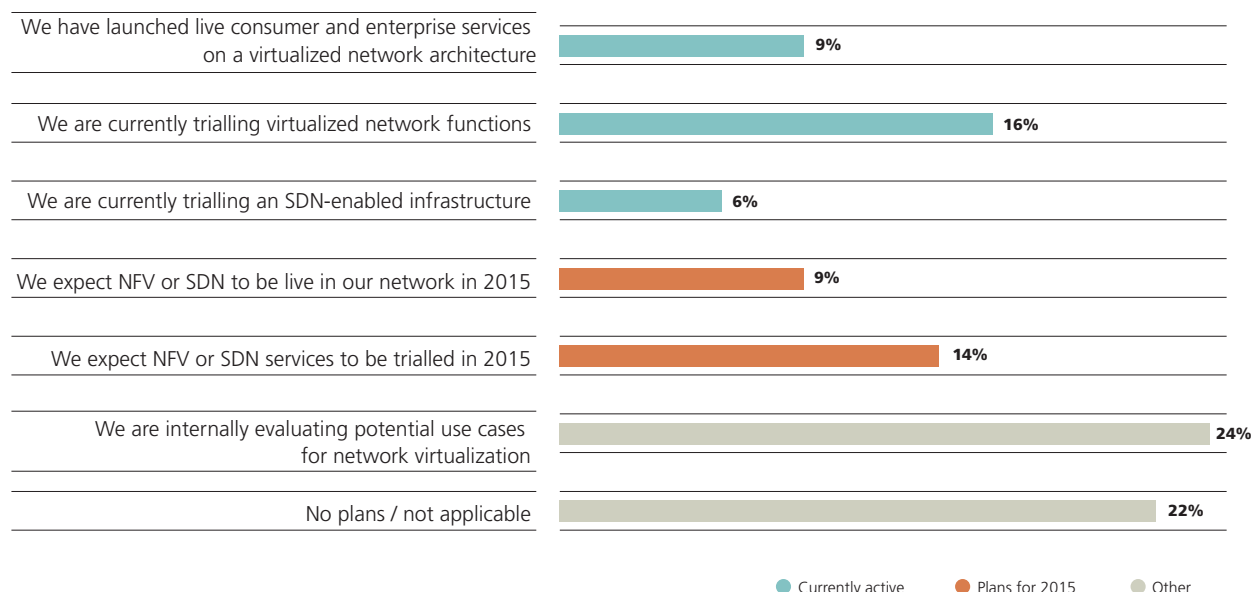 We have launched live consumer and enterprise services
on a virtualized network architecture
9%
We are currently trialling virtualized network functions
16%
We are currently trialling an SDN-enabled infrastructure
6%
We expect NFV or SDN to be live in our network in 2015
9%
We expect NFV or SDN services to be trialled in 2015
14%
We are internally evaluating potential use cases
for network virtualization
24%
No plans / not applicable
22%
Currently active
Plans for 2015
Other